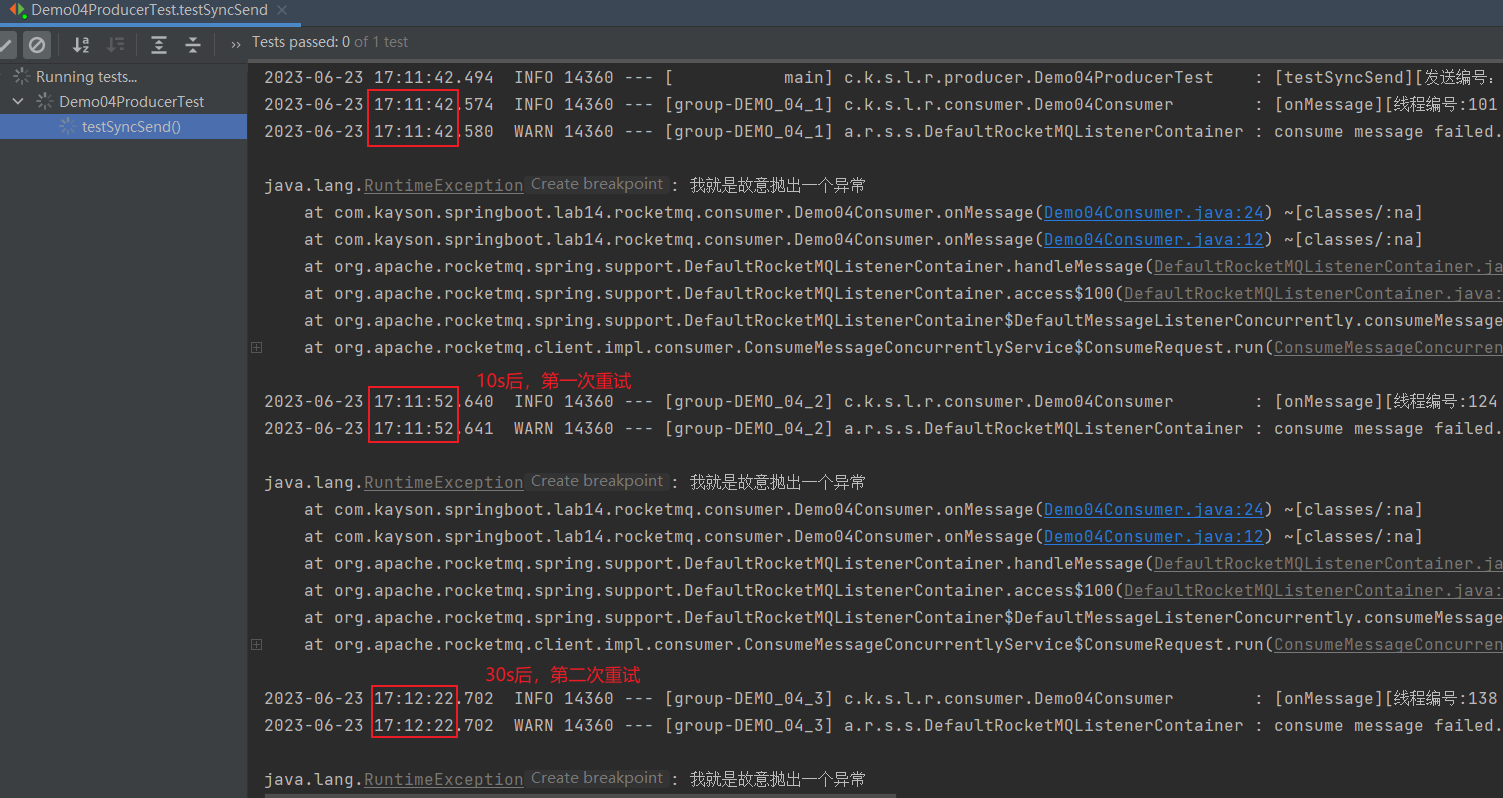 Demo04ProducerTest.testSyncSend ×
Tests passed: 0 of 1 test
Running tests...
Demo04ProducerTest
testSyncSend()
2023-06-23 17:11:42.494  INFO 14360 --- [           main] c.k.s.l.r.producer.Demo04ProducerTest    : [testSyncSend][发送编号:
2023-06-23 17:11:42.574  INFO 14360 --- [group-DEMO_04_1] c.k.s.l.r.consumer.Demo04Consumer        : [onMessage][线程编号:101
2023-06-23 17:11:42.580  WARN 14360 --- [group-DEMO_04_1] a.r.s.s.DefaultRocketMQListenerContainer : consume message failed.
java.lang.RuntimeException Create breakpoint : 我就是故意抛出一个异常
at com.kayson.springboot.lab14.rocketmq.consumer.Demo04Consumer.onMessage(Demo04Consumer.java:24) ~[classes/:na]
at com.kayson.springboot.lab14.rocketmq.consumer.Demo04Consumer.onMessage(Demo04Consumer.java:12) ~[classes/:na]
at org.apache.rocketmq.spring.support.DefaultRocketMQListenerContainer.handleMessage(DefaultRocketMQListenerContainer.ja
at org.apache.rocketmq.spring.support.DefaultRocketMQListenerContainer.access$100(DefaultRocketMQListenerContainer.java:
at org.apache.rocketmq.spring.support.DefaultRocketMQListenerContainer$DefaultMessageListenerConcurrently.consumeMessage
at org.apache.rocketmq.client.impl.consumer.ConsumeMessageConcurrentlyService$ConsumeRequest.run(ConsumeMessageConcurren
10s后，第一次重试
2023-06-23 17:11:52.640  INFO 14360 --- [group-DEMO_04_2] c.k.s.l.r.consumer.Demo04Consumer        : [onMessage][线程编号:124
2023-06-23 17:11:52.641  WARN 14360 --- [group-DEMO_04_2] a.r.s.s.DefaultRocketMQListenerContainer : consume message failed.
java.lang.RuntimeException Create breakpoint : 我就是故意抛出一个异常
at com.kayson.springboot.lab14.rocketmq.consumer.Demo04Consumer.onMessage(Demo04Consumer.java:24) ~[classes/:na]
at com.kayson.springboot.lab14.rocketmq.consumer.Demo04Consumer.onMessage(Demo04Consumer.java:12) ~[classes/:na]
at org.apache.rocketmq.spring.support.DefaultRocketMQListenerContainer.handleMessage(DefaultRocketMQListenerContainer.ja
at org.apache.rocketmq.spring.support.DefaultRocketMQListenerContainer.access$100(DefaultRocketMQListenerContainer.java:
at org.apache.rocketmq.spring.support.DefaultRocketMQListenerContainer$DefaultMessageListenerConcurrently.consumeMessage
at org.apache.rocketmq.client.impl.consumer.ConsumeMessageConcurrentlyService$ConsumeRequest.run(ConsumeMessageConcurren
30s后，第二次重试
2023-06-23 17:12:22.702  INFO 14360 --- [group-DEMO_04_3] c.k.s.l.r.consumer.Demo04Consumer        : [onMessage][线程编号:138
2023-06-23 17:12:22.702  WARN 14360 --- [group-DEMO_04_3] a.r.s.s.DefaultRocketMQListenerContainer : consume message failed.
java.lang.RuntimeException Create breakpoint : 我就是故意抛出一个异常